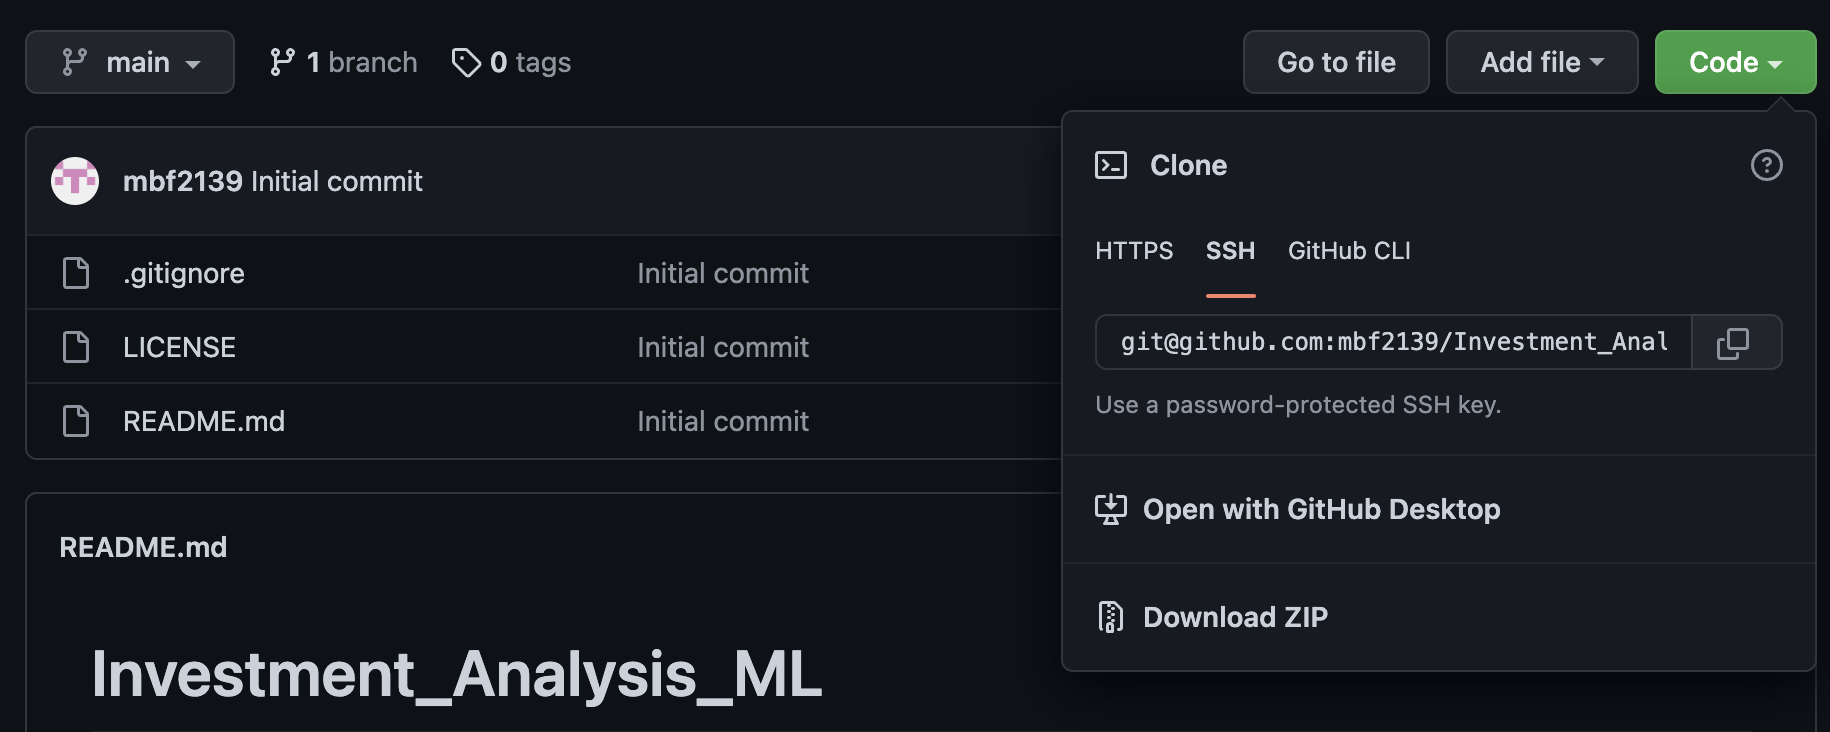 main
1 branch
0 tags
Go to file
Add file
Code
mbf2139 Initial commit
.gitignore Initial commit
LICENSE Initial commit
README.md Initial commit
README.md
Investment_Analysis_ML
Clone
?
HTTPS SSH GitHub CLI
git@github.com:mbf2139/Investment_Anal
Use a password-protected SSH key.
Open with GitHub Desktop
Download ZIP